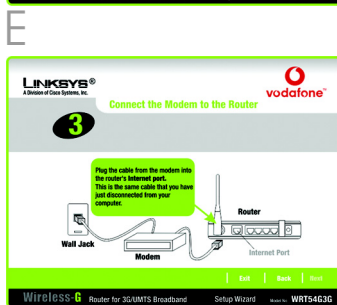 E
LINKSYS®
A Division of Cisco Systems, Inc.
vodafone™
Connect the Modem to the Router
3
Plug the cable from the modem into
the router's Internet port.
This is the same cable that you have
just disconnected from your
computer.
Router
Wall Jack
Modem
Internet Port
Exit Back Next
Wireless-G Router for 3G/UMTS Broadband Setup Wizard Model No. WRT54G3G